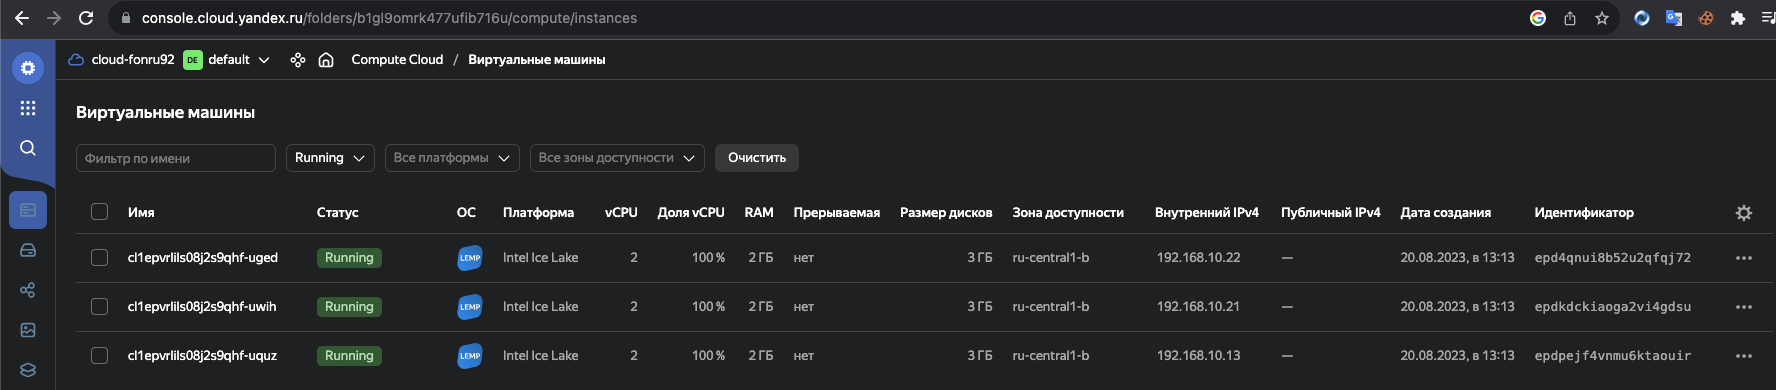 console.cloud.yandex.ru/folders/b1gl9omrk477ufib716u/compute/instances
cloud-fonru92 DE default Compute Cloud / Виртуальные машины
Виртуальные машины
Фильтр по имени Running Все платформы Все зоны доступности Очистить
Имя Статус ОС Платформа vCPU Доля vCPU RAM Прерываемая Размер дисков Зона доступности Внутренний IPv4 Публичный IPv4 Дата создания Идентификатор
cl1epvrlils08j2s9qhf-uged Running LEMP Intel Ice Lake 2 100 % 2 ГБ нет 3 ГБ ru-central1-b 192.168.10.22 — 20.08.2023, в 13:13 epd4qnui8b52u2qfqj72
cl1epvrlils08j2s9qhf-uwih Running LEMP Intel Ice Lake 2 100 % 2 ГБ нет 3 ГБ ru-central1-b 192.168.10.21 — 20.08.2023, в 13:13 epdkdckiaoga2vi4gdsu
cl1epvrlils08j2s9qhf-uquz Running LEMP Intel Ice Lake 2 100 % 2 ГБ нет 3 ГБ ru-central1-b 192.168.10.13 — 20.08.2023, в 13:13 epdpejf4vnmu6ktaouir